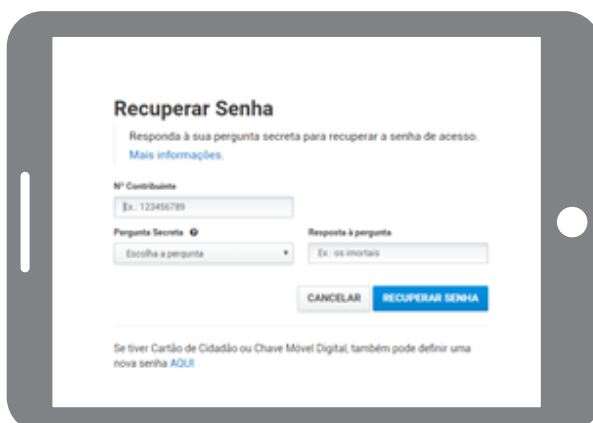 Recuperar Senha
Responda à sua pergunta secreta para recuperar a senha de acesso.
Mais informações.
Nº Contribuinte
Ex.: 123456789
Pergunta Secreta ?
Resposta à pergunta
Escolha a pergunta
Ex.: os imortais
CANCELAR
RECUPERAR SENHA
Se tiver Cartão de Cidadão ou Chave Móvel Digital, também pode definir uma
nova senha AQUI